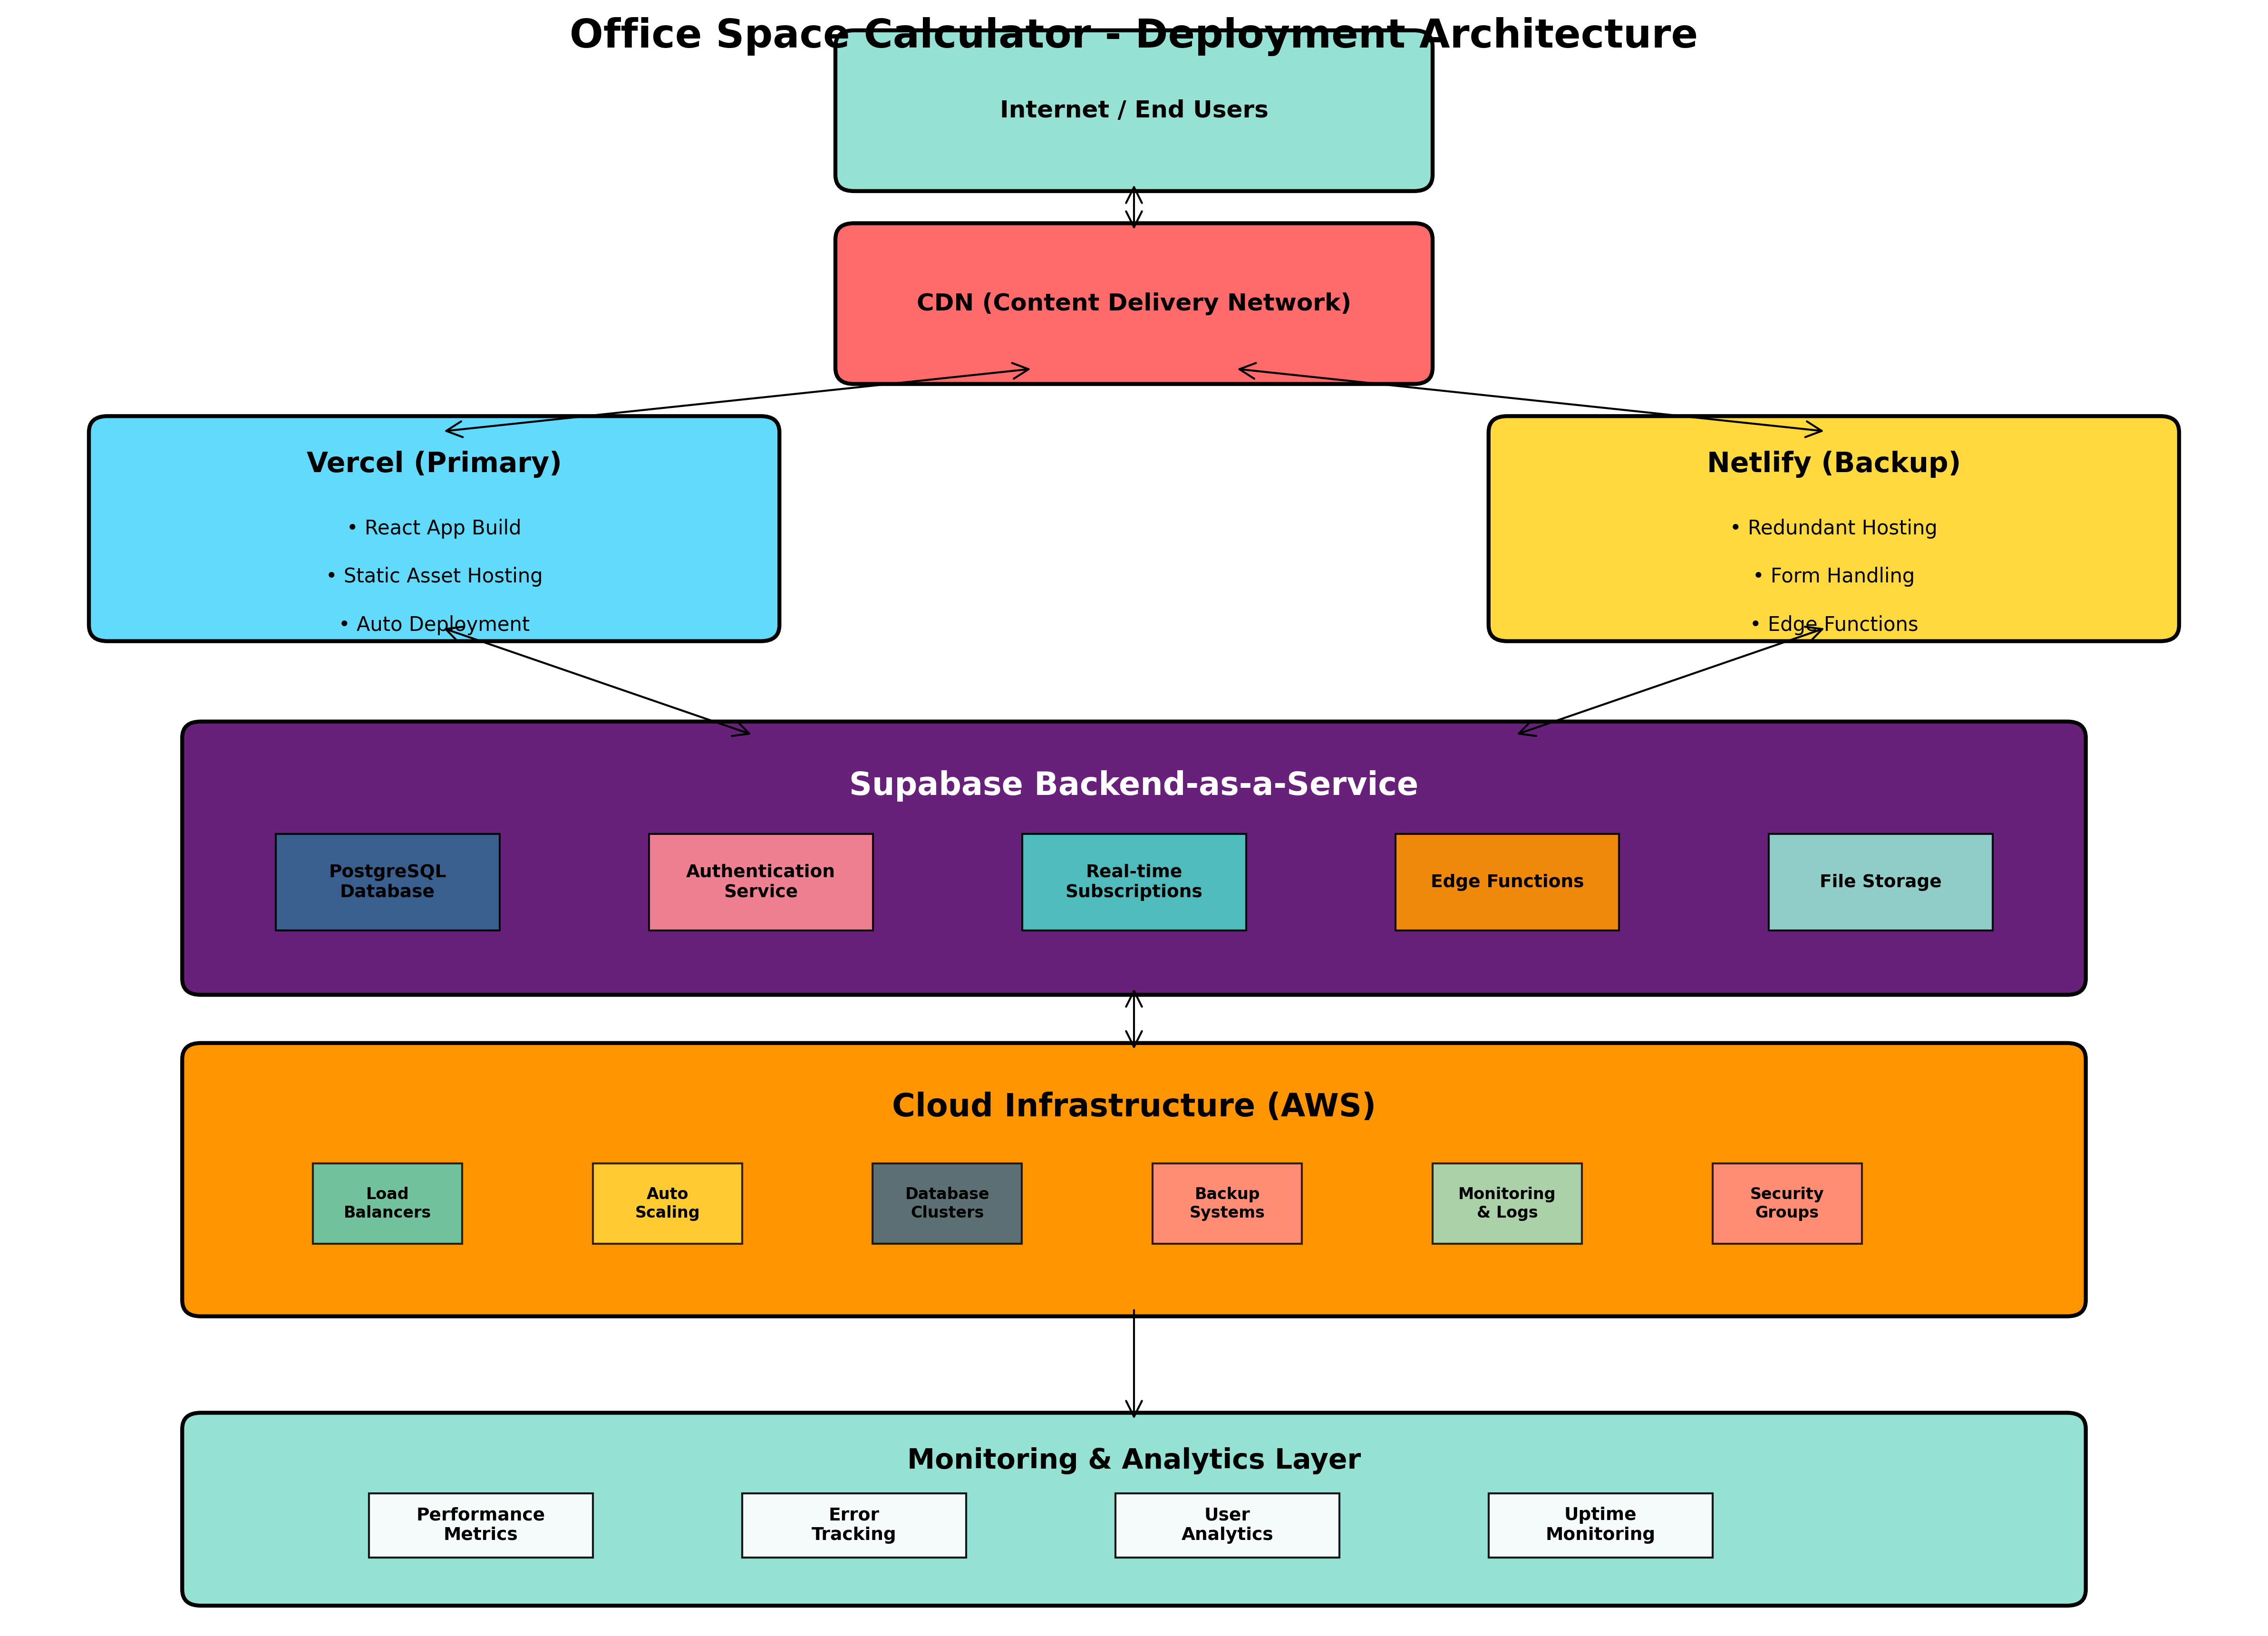 Office Space Calculator - Deployment Architecture
Internet / End Users
CDN (Content Delivery Network)
Vercel (Primary)
• React App Build
• Static Asset Hosting
• Auto Deployment
Netlify (Backup)
• Redundant Hosting
• Form Handling
• Edge Functions
Supabase Backend-as-a-Service
PostgreSQL
Database
Authentication
Service
Real-time
Subscriptions
Edge Functions
File Storage
Cloud Infrastructure (AWS)
Load
Balancers
Auto
Scaling
Database
Clusters
Backup
Systems
Monitoring
& Logs
Security
Groups
Monitoring & Analytics Layer
Performance
Metrics
Error
Tracking
User
Analytics
Uptime
Monitoring